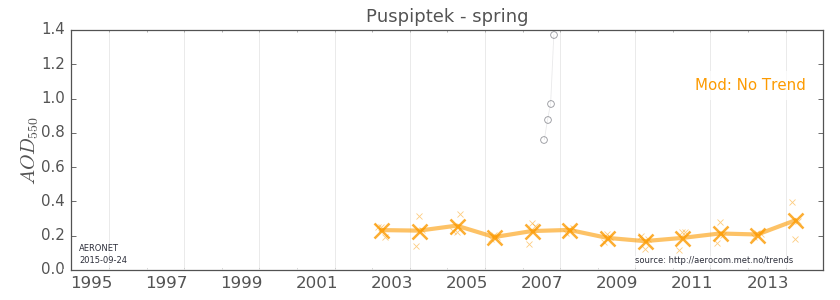 Puspiptek - spring
1.4
1.2
1.0
0.8
0.6
0.4
0.2
0.0
AOD550
Mod: No Trend
AERONET
2015-09-24
source: http://aerocom.met.no/trends
1995 1997 1999 2001 2003 2005 2007 2009 2011 2013